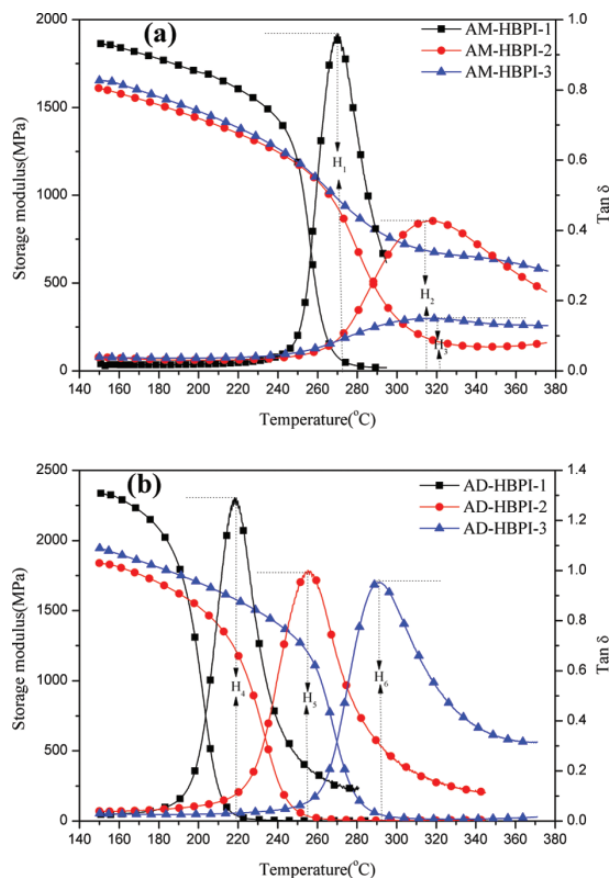 (a)
AM-HBPI-1
AM-HBPI-2
AM-HBPI-3
2000
1500
1000
500
0
Storage modulus(MPa)
1.0
0.8
0.6
0.4
0.2
0.0
Tan δ
H1
H2
H3
140 160 180 200 220 240 260 280 300 320 340 360 380
Temperature(°C)
(b)
AD-HBPI-1
AD-HBPI-2
AD-HBPI-3
2500
2000
1500
1000
500
0
Storage modulus(MPa)
1.4
1.2
1.0
0.8
0.6
0.4
0.2
0.0
Tan δ
H4
H5
H6
140 160 180 200 220 240 260 280 300 320 340 360 380
Temperature(°C)